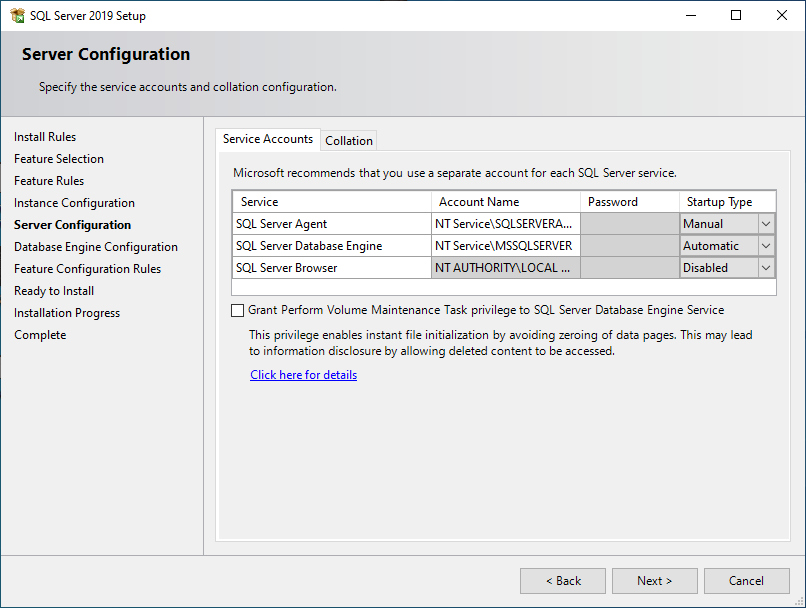 SQL Server 2019 Setup
Server Configuration
Specify the service accounts and collation configuration.
Install Rules
Feature Selection
Feature Rules
Instance Configuration
Server Configuration
Database Engine Configuration
Feature Configuration Rules
Ready to Install
Installation Progress
Complete
Service Accounts Collation
Microsoft recommends that you use a separate account for each SQL Server service.
Service Account Name Password Startup Type
SQL Server Agent NT Service\SQLSERVERA... Manual
SQL Server Database Engine NT Service\MSSQLSERVER Automatic
SQL Server Browser NT AUTHORITY\LOCAL ... Disabled
Grant Perform Volume Maintenance Task privilege to SQL Server Database Engine Service
This privilege enables instant file initialization by avoiding zeroing of data pages. This may lead
to information disclosure by allowing deleted content to be accessed.
Click here for details
< Back Next > Cancel